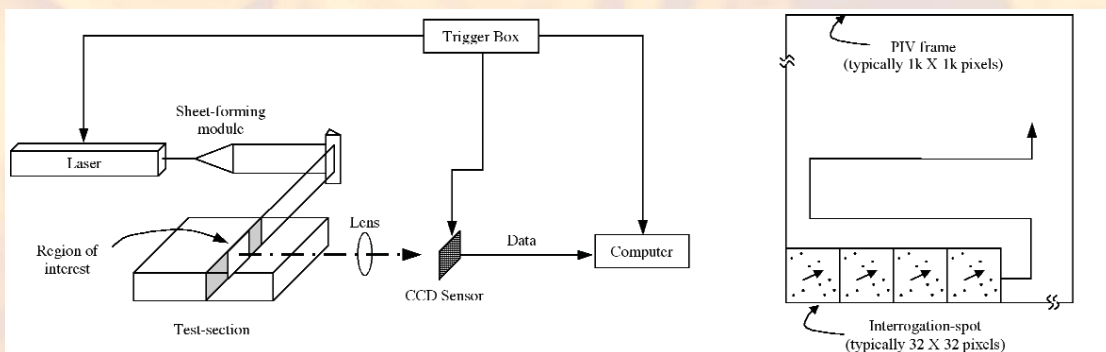 Trigger Box
Sheet-forming
module
Laser
Region of
interest
Lens
Data
Computer
CCD Sensor
Test-section
PIV frame
(typically 1k X 1k pixels)
Interrogation-spot
(typically 32 X 32 pixels)